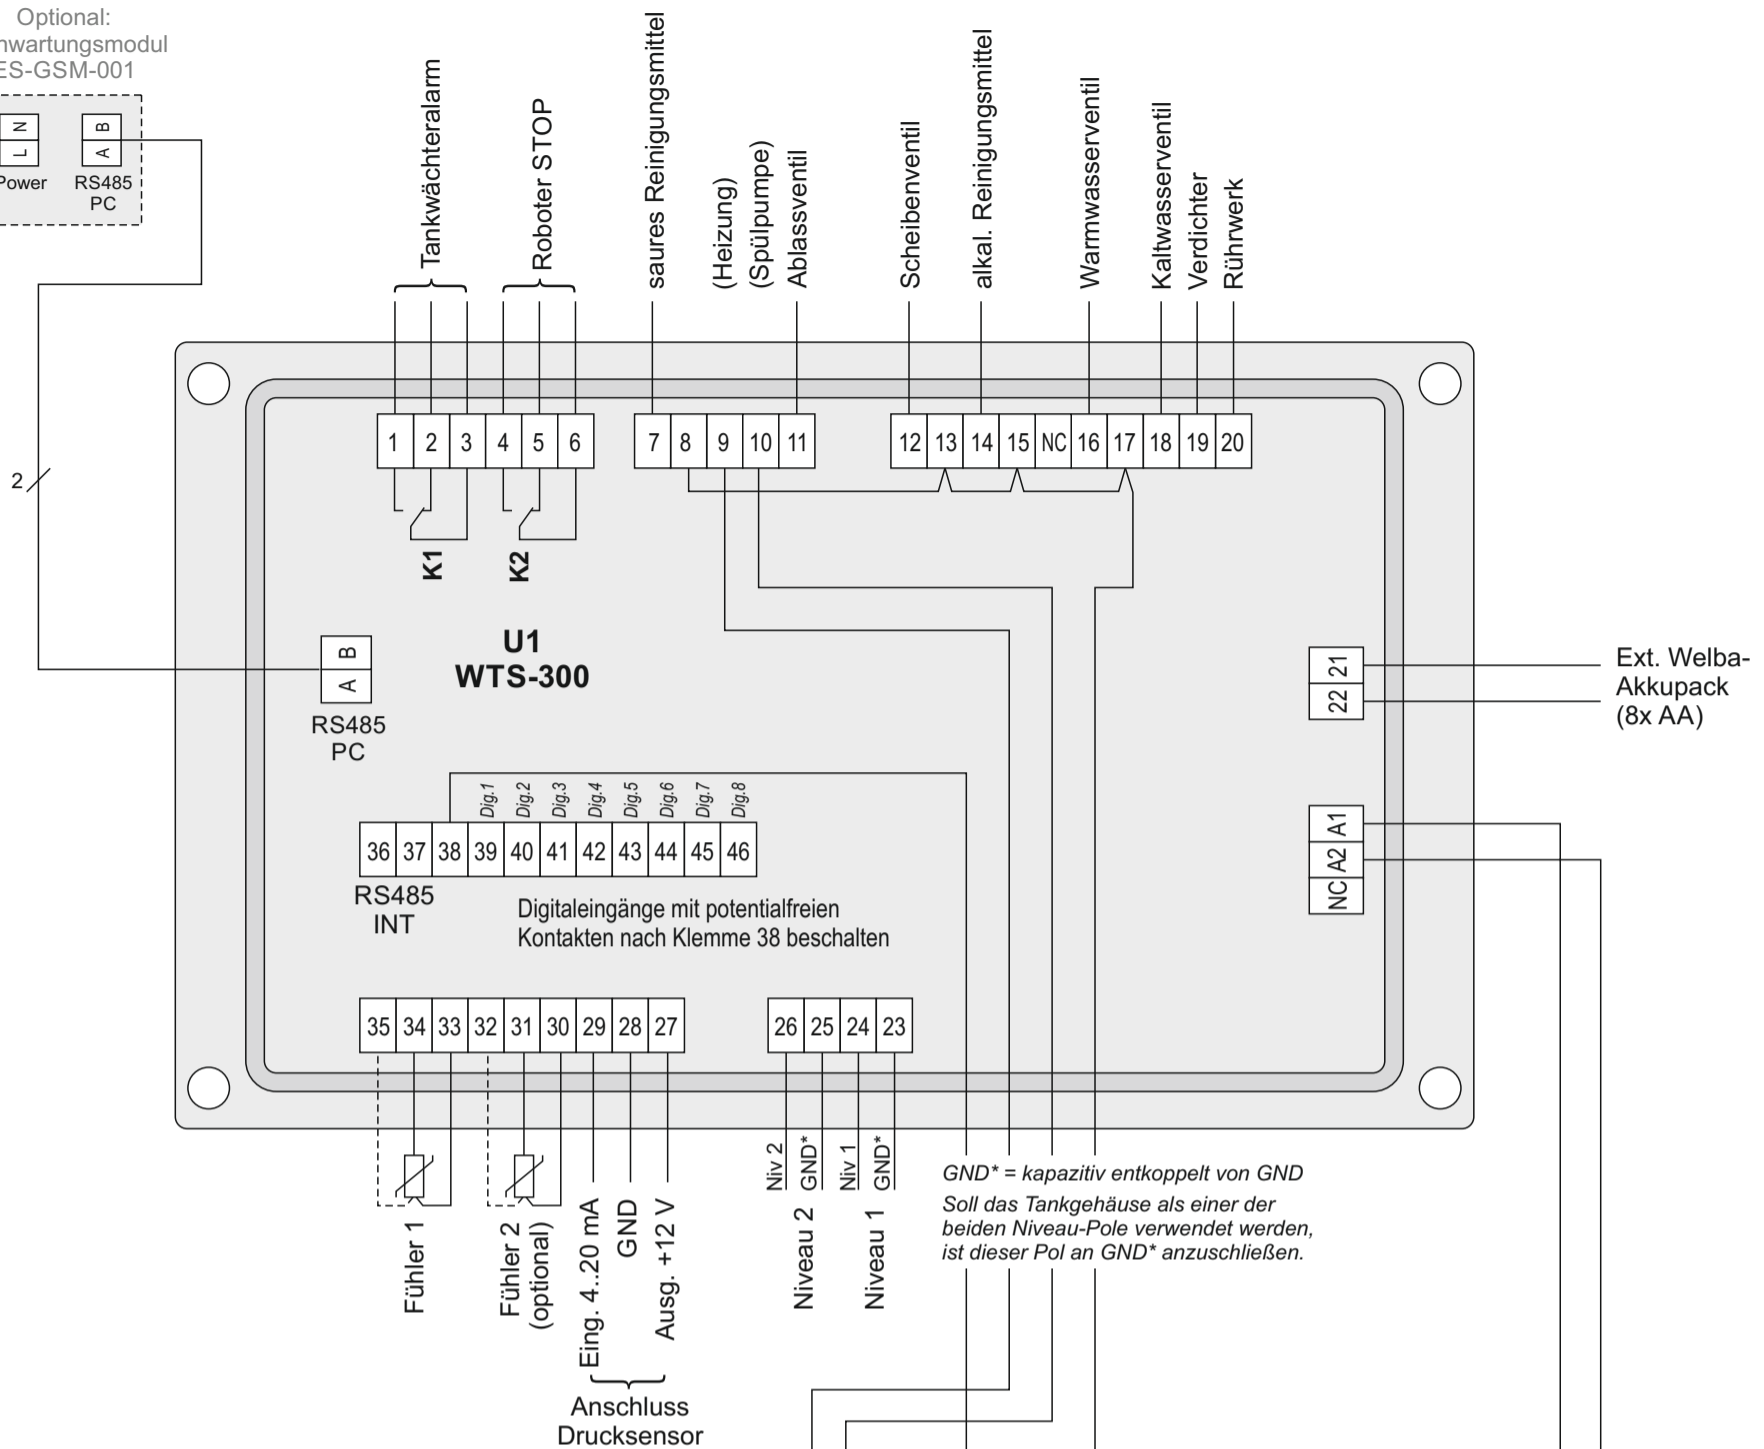 Optional:
nwartungsmodul
ES-GSM-001
N
L
B
A
Power
RS485
PC
2
Tankwächteralarm
Roboter STOP
saures Reinigungsmittel
(Heizung)
(Spülpumpe)
Ablassventil
Scheibenventil
alkal. Reinigungsmittel
Warmwasserventil
Kaltwasserventil
Verdichter
Rührwerk
1 2 3 4 5 6
7 8 9 10 11
12 13 14 15 NC 16 17 18 19 20
K1
K2
U1
WTS-300
B
A
RS485
PC
21
22
Ext. Welba-
Akkupack
(8x AA)
A1
A2
NC
Dig.1 Dig.2 Dig.3 Dig.4 Dig.5 Dig.6 Dig.7 Dig.8
36 37 38 39 40 41 42 43 44 45 46
RS485
INT
Digitaleingänge mit potentialfreien
Kontakten nach Klemme 38 beschalten
35 34 33 32 31 30 29 28 27
26 25 24 23
Niv 2
GND*
Niv 1
GND*
Niveau 2
Niveau 1
GND* = kapazitiv entkoppelt von GND
Soll das Tankgehäuse als einer der
beiden Niveau-Pole verwendet werden,
ist dieser Pol an GND* anzuschließen.
Fühler 1
Fühler 2
(optional)
Eing. 4..20 mA
GND
Ausg. +12 V
Anschluss
Drucksensor